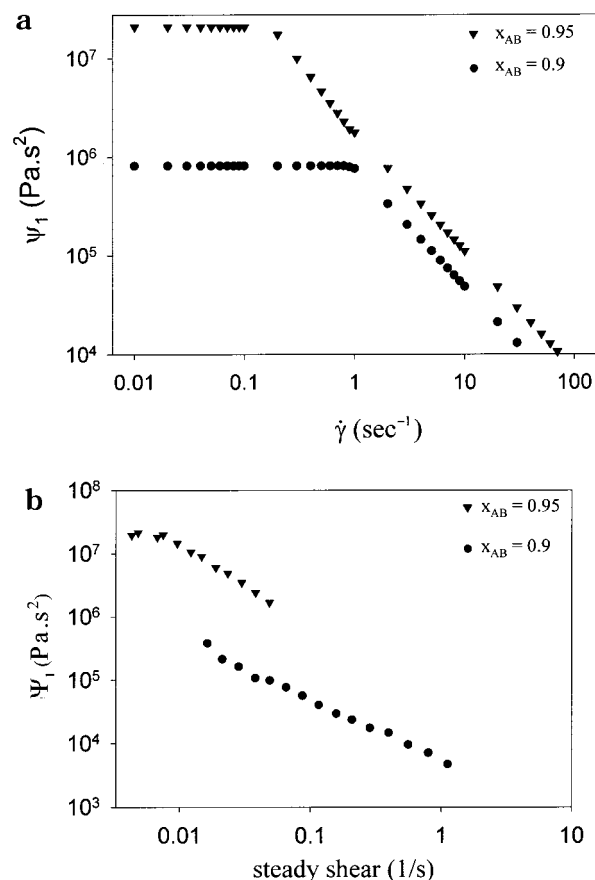 a
▼ x_AB = 0.95
● x_AB = 0.9
10⁷
10⁶
10⁵
10⁴
ψ₁ (Pa.s²)
0.01 0.1 1 10 100
γ̇ (sec⁻¹)
b
▼ x_AB = 0.95
● x_AB = 0.9
10⁸
10⁷
10⁶
10⁵
10⁴
10³
Ψ₁ (Pa.s²)
0.01 0.1 1 10
steady shear (1/s)